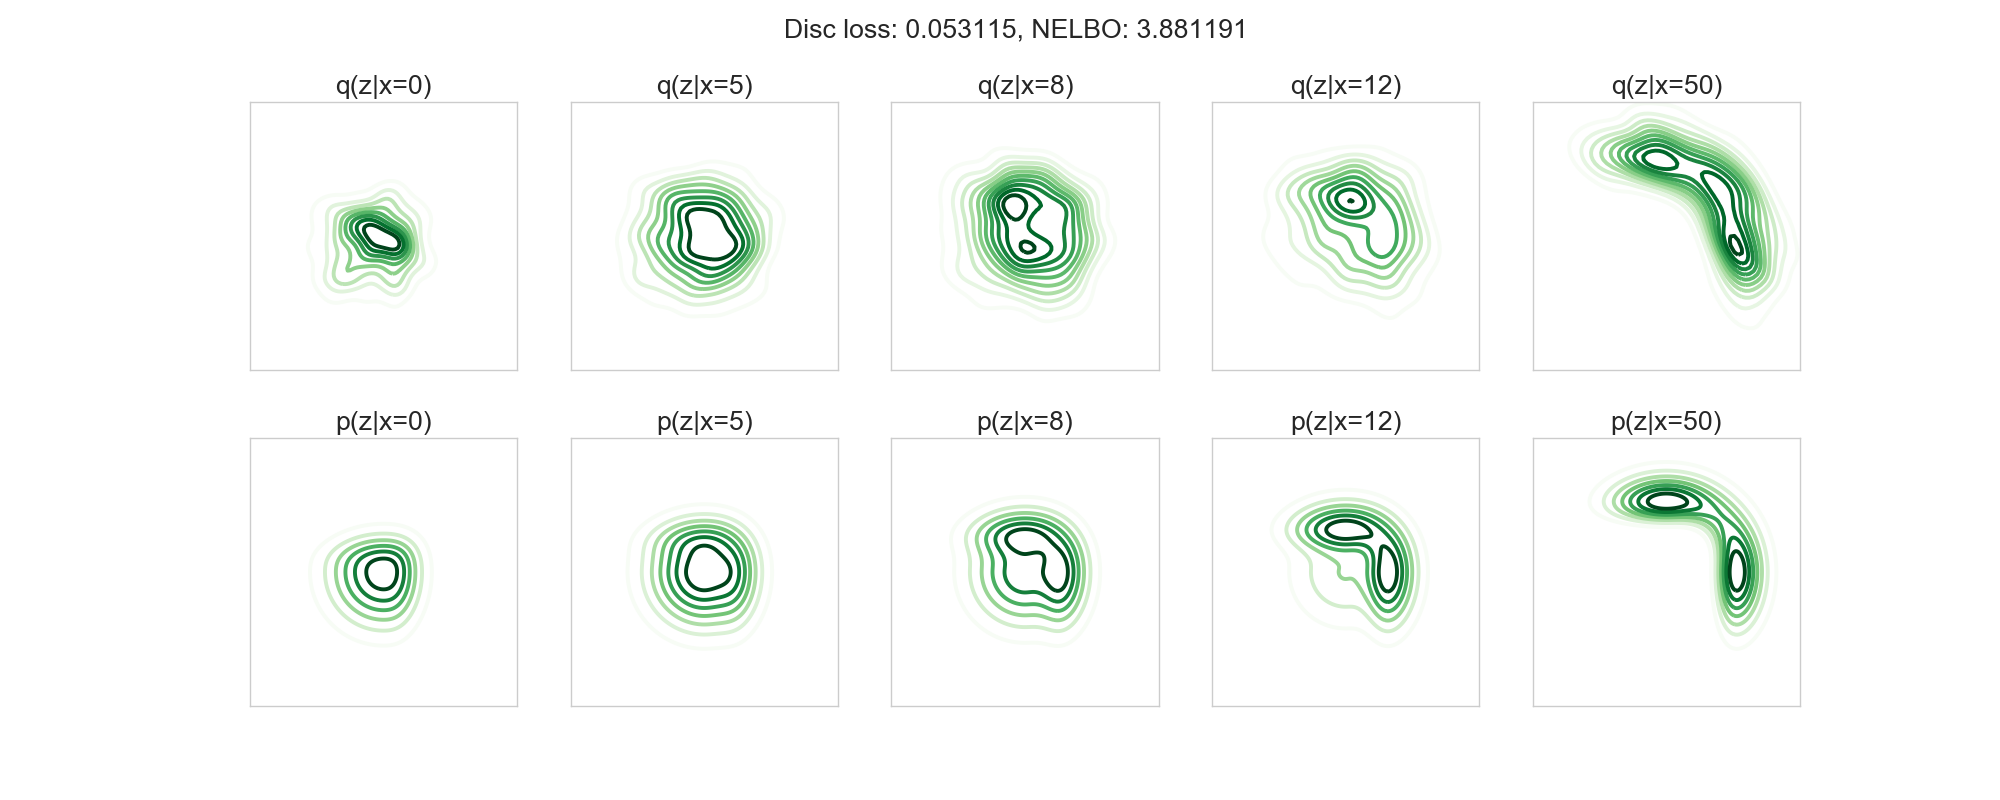 Disc loss: 0.053115, NELBO: 3.881191
q(z|x=0) q(z|x=5) q(z|x=8) q(z|x=12) q(z|x=50)
p(z|x=0) p(z|x=5) p(z|x=8) p(z|x=12) p(z|x=50)